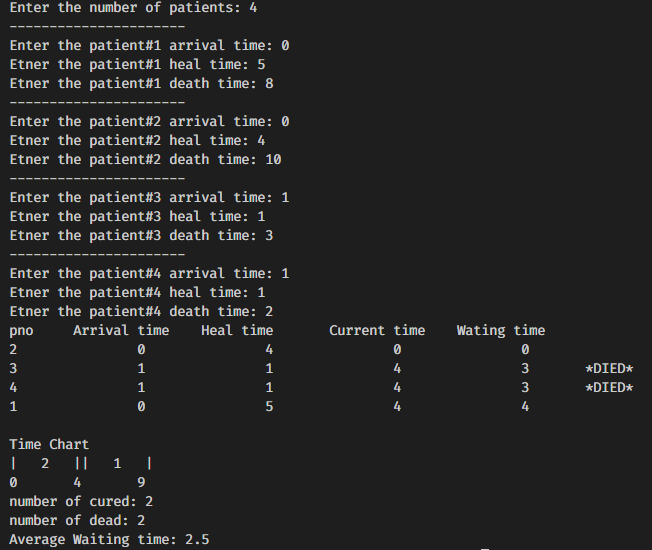 Enter the number of patients: 4
----------------------
Enter the patient#1 arrival time: 0
Etner the patient#1 heal time: 5
Etner the patient#1 death time: 8
----------------------
Enter the patient#2 arrival time: 0
Etner the patient#2 heal time: 4
Etner the patient#2 death time: 10
----------------------
Enter the patient#3 arrival time: 1
Etner the patient#3 heal time: 1
Etner the patient#3 death time: 3
----------------------
Enter the patient#4 arrival time: 1
Etner the patient#4 heal time: 1
Etner the patient#4 death time: 2
pno     Arrival time    Heal time       Current time    Wating time
2               0               4               0               0
3               1               1               4               3       *DIED*
4               1               1               4               3       *DIED*
1               0               5               4               4
Time Chart
|   2   ||   1   |
0       4       9
number of cured: 2
number of dead: 2
Average Waiting time: 2.5